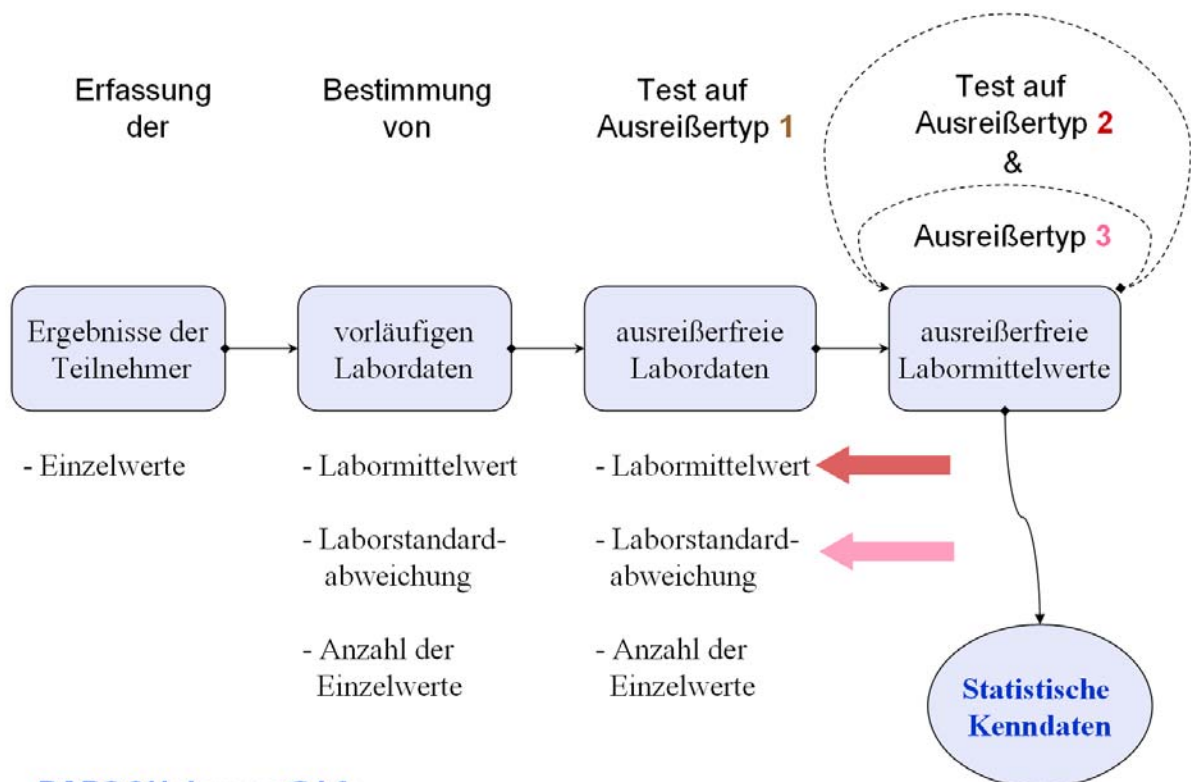 Erfassung
der
Bestimmung
von
Test auf
Ausreißertyp 1
Test auf
Ausreißertyp 2
&
Ausreißertyp 3
Ergebnisse der
Teilnehmer
vorläufigen
Labordaten
ausreißerfreie
Labordaten
ausreißerfreie
Labormittelwerte
- Einzelwerte
- Labormittelwert
- Laborstandard-
abweichung
- Anzahl der
Einzelwerte
- Labormittelwert
- Laborstandard-
abweichung
- Anzahl der
Einzelwerte
Statistische
Kenndaten